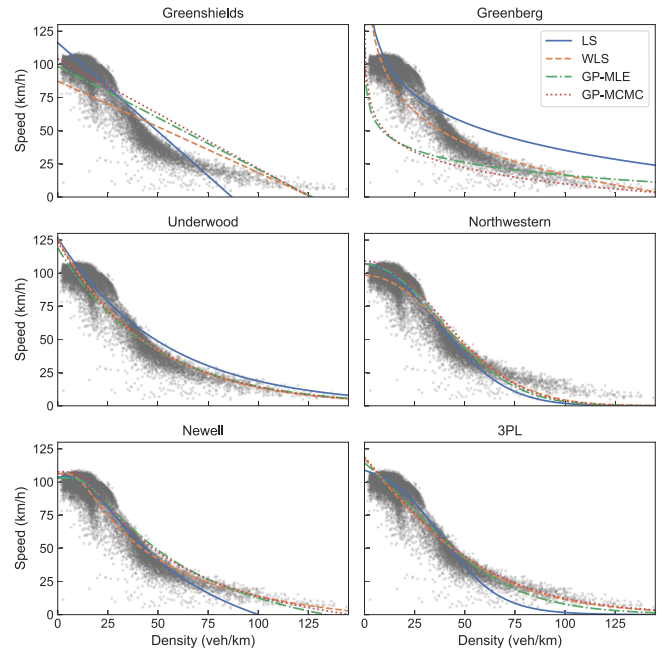 Greenshields
Greenberg
125
100
75
50
25
0
Speed (km/h)
LS
WLS
GP-MLE
GP-MCMC
Underwood
Northwestern
125
100
75
50
25
0
Speed (km/h)
Newell
3PL
125
100
75
50
25
0
Speed (km/h)
0 25 50 75 100 125
Density (veh/km)
0 25 50 75 100 125
Density (veh/km)